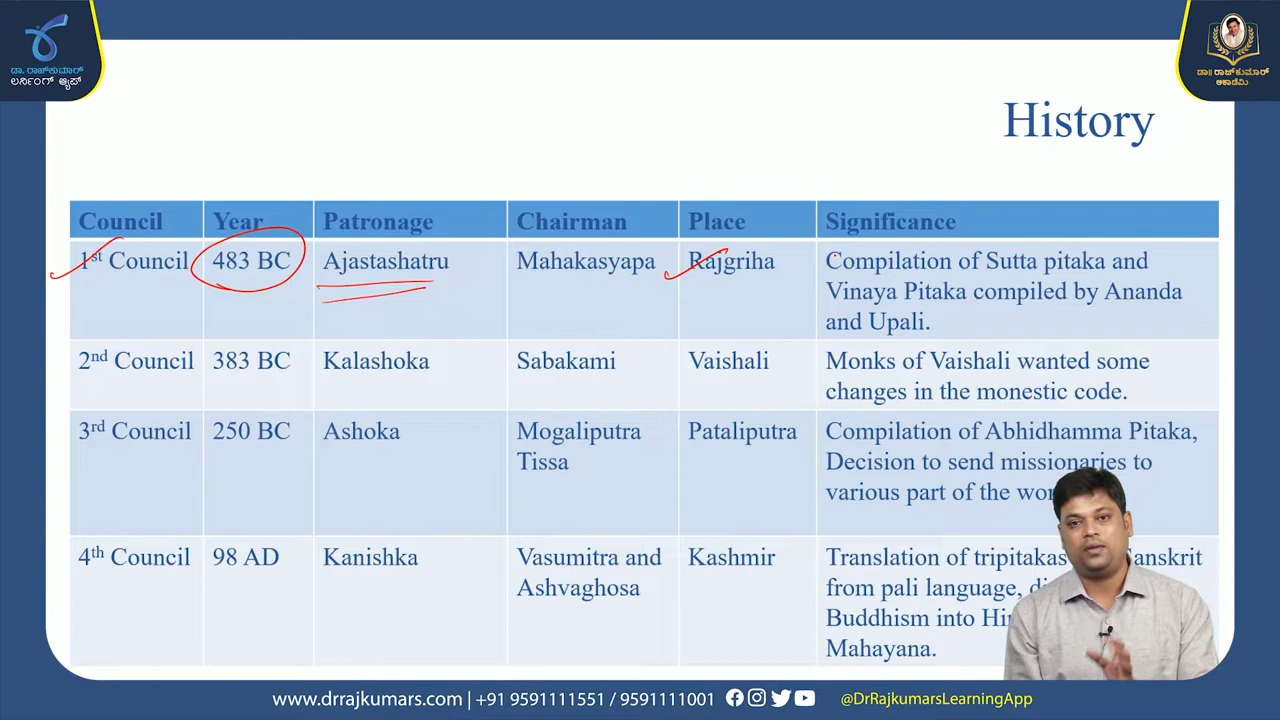 ಡಾ. ರಾಜ್‌ಕುಮಾರ್
ಲರ್ನಿಂಗ್ ಆ್ಯಪ್
ಡಾ|| ರಾಜ್‌ಕುಮಾರ್
ಅಕಾಡೆಮಿ
History
Council Year Patronage Chairman Place Significance
1st Council 483 BC Ajastashatru Mahakasyapa Rajgriha Compilation of Sutta pitaka and
Vinaya Pitaka compiled by Ananda
and Upali.
2nd Council 383 BC Kalashoka Sabakami Vaishali Monks of Vaishali wanted some
changes in the monestic code.
3rd Council 250 BC Ashoka Mogaliputra Pataliputra Compilation of Abhidhamma Pitaka,
Tissa Decision to send missionaries to
various part of the
4th Council 98 AD Kanishka Vasumitra and Kashmir Translation of tripitakas Sanskrit
Ashvaghosa from pali language,
Buddhism into
Mahayana.
www.drrajkumars.com | +91 9591111551 / 9591111001 @DrRajkumarsLearningApp